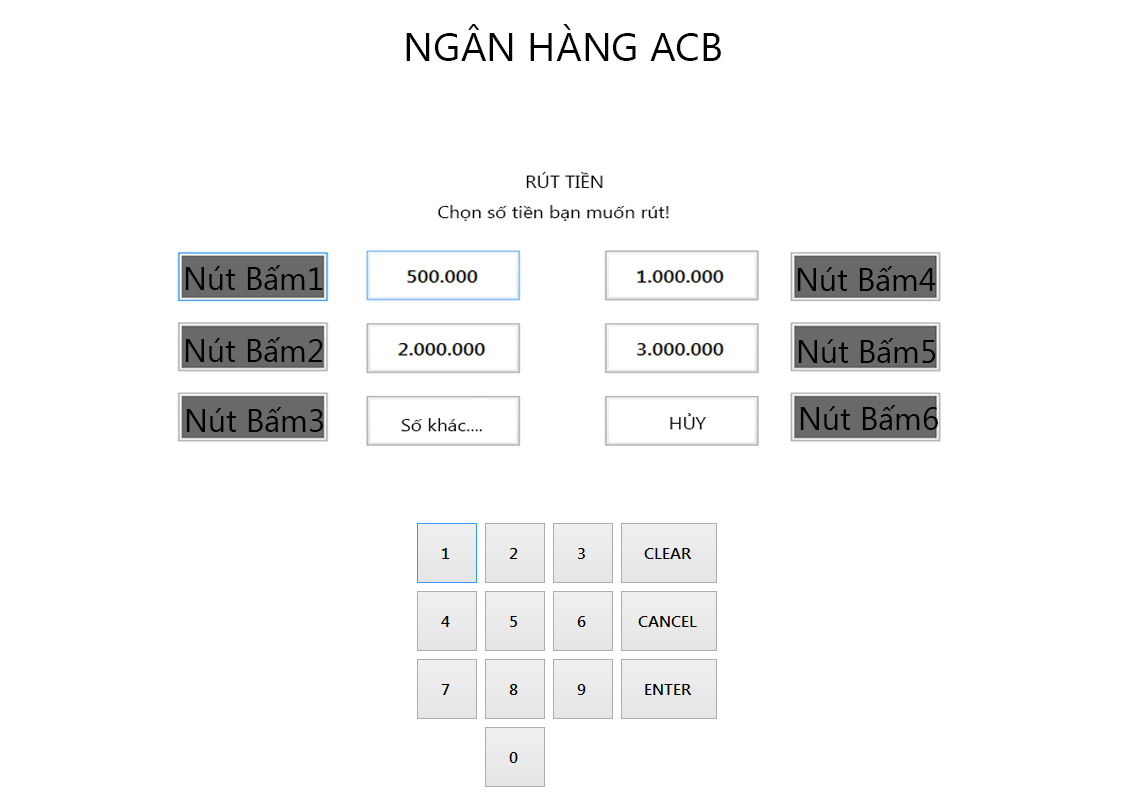 NGÂN HÀNG ACB
RÚT TIỀN
Chọn số tiền bạn muốn rút!
Nút Bấm1 500.000 1.000.000 Nút Bấm4
Nút Bấm2 2.000.000 3.000.000 Nút Bấm5
Nút Bấm3 Số khác.... HỦY Nút Bấm6
1 2 3 CLEAR
4 5 6 CANCEL
7 8 9 ENTER
0